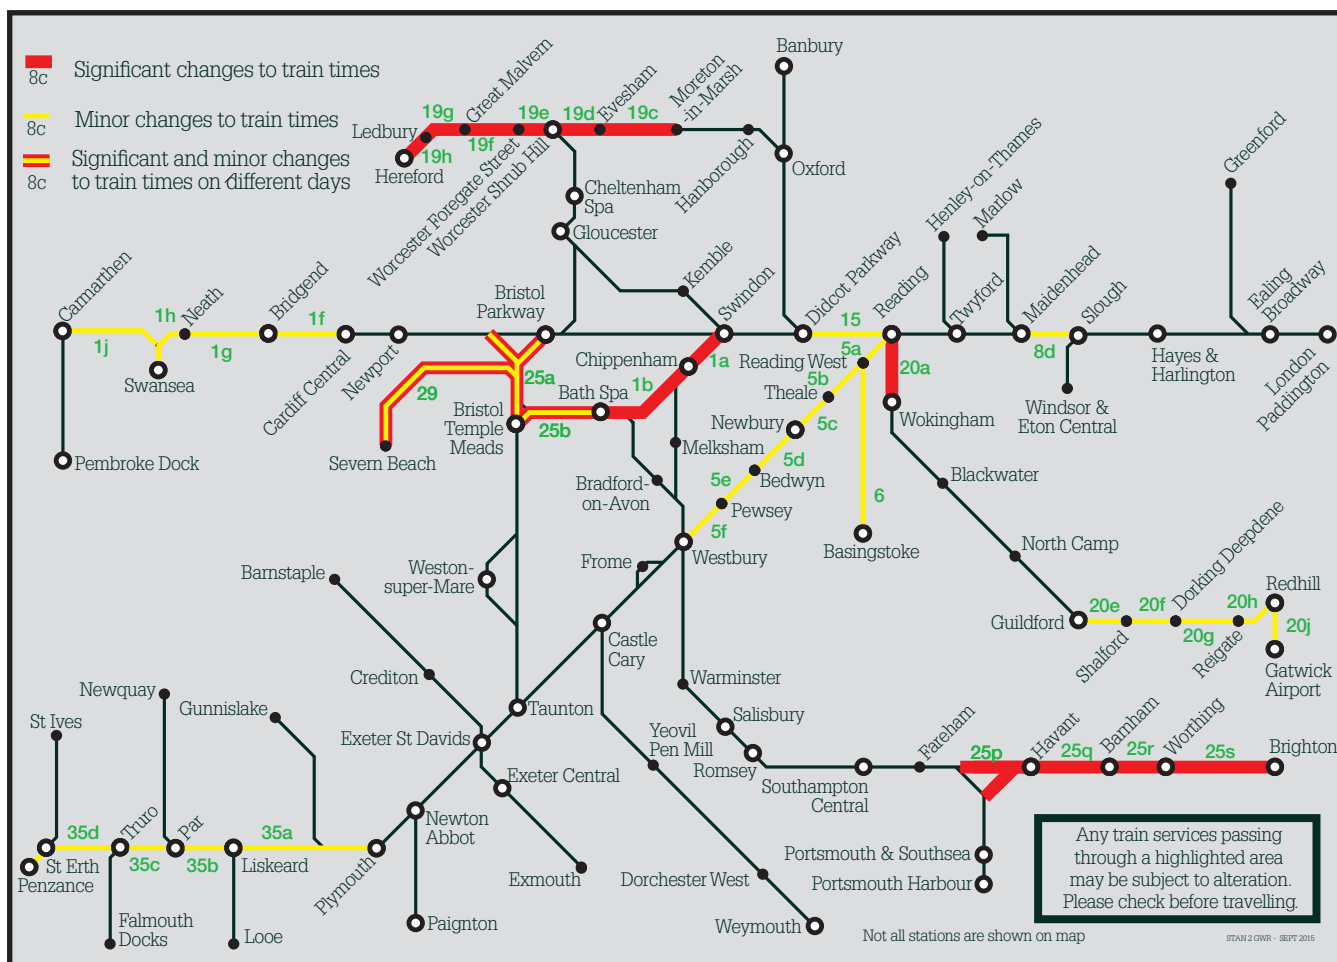 8c
Significant changes to train times
8c
Minor changes to train times
8c
Significant and minor changes
to train times on different days
Banbury
19g
Great Malvern
19e
19d
Evesham
19c
Moreton
-in-Marsh
Ledbury
19h
19f
Hereford
Worcester Foregate Street
Worcester Shrub Hill
Hanborough
Oxford
Cheltenham
Spa
Gloucester
Kemble
Swindon
Didcot Parkway
Reading
Henley-on-Thames
Marlow
Greenford
Twyford
Maidenhead
Slough
Ealing
Broadway
Hayes &
Harlington
London
Paddington
Windsor &
Eton Central
8d
15
Carmarthen
1h
Neath
Bridgend
1f
1j
1g
Swansea
Cardiff Central
Newport
Bristol
Parkway
Pembroke Dock
29
25a
Severn Beach
Bristol
Temple
Meads
25b
Bath Spa
1b
Chippenham
1a
Melksham
Bradford-
on-Avon
Reading West
5a
Theale
5b
20a
Wokingham
Newbury
5c
5d
Bedwyn
5e
Pewsey
5f
Westbury
6
Basingstoke
Blackwater
North Camp
Guildford
20e
Shalford
20f
Dorking Deepdene
20g
Reigate
20h
Redhill
20j
Gatwick
Airport
Barnstaple
Weston-
super-Mare
Frome
Castle
Cary
Warminster
Crediton
Taunton
Salisbury
Yeovil
Pen Mill
Romsey
Southampton
Central
Fareham
25p
Havant
25q
Barnham
25r
Worthing
25s
Brighton
Newquay
St Ives
Gunnislake
Exeter St Davids
Exeter Central
Newton
Abbot
Exmouth
Dorchester West
Weymouth
Portsmouth & Southsea
Portsmouth Harbour
35d
Truro
Par
35a
St Erth
Penzance
35c
35b
Liskeard
Plymouth
Falmouth
Docks
Looe
Paignton
Any train services passing
through a highlighted area
may be subject to alteration.
Please check before travelling.
Not all stations are shown on map
STAN 2 GWR - SEPT 2015